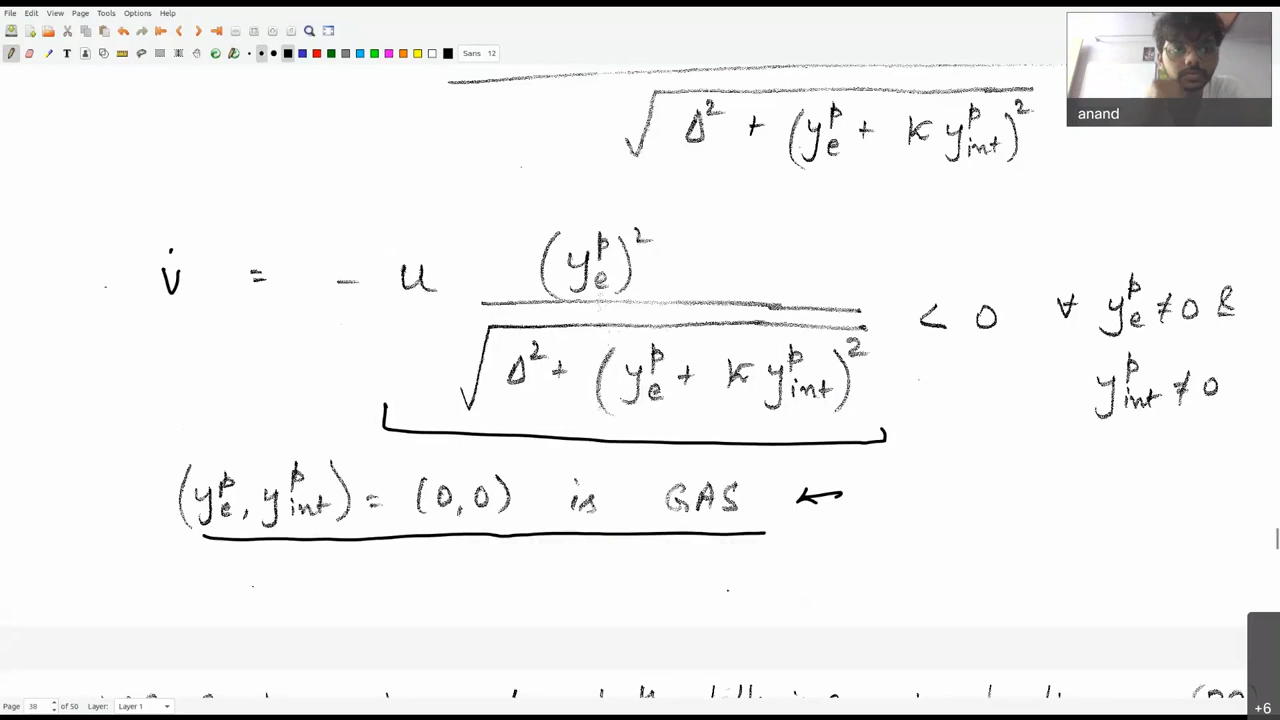 File Edit View Page Tools Options Help
Sans 12
anand
√(Δ² + (y_e^p + K y_int^p)²)
V̇ = - u (y_e^p)² / √(Δ² + (y_e^p + K y_int^p)²) < 0 ∀ y_e^p ≠ 0 &
y_int^p ≠ 0
(y_e^p, y_int^p) = (0,0) is GAS ←
Page 38 of 50 Layer: Layer 1
+6